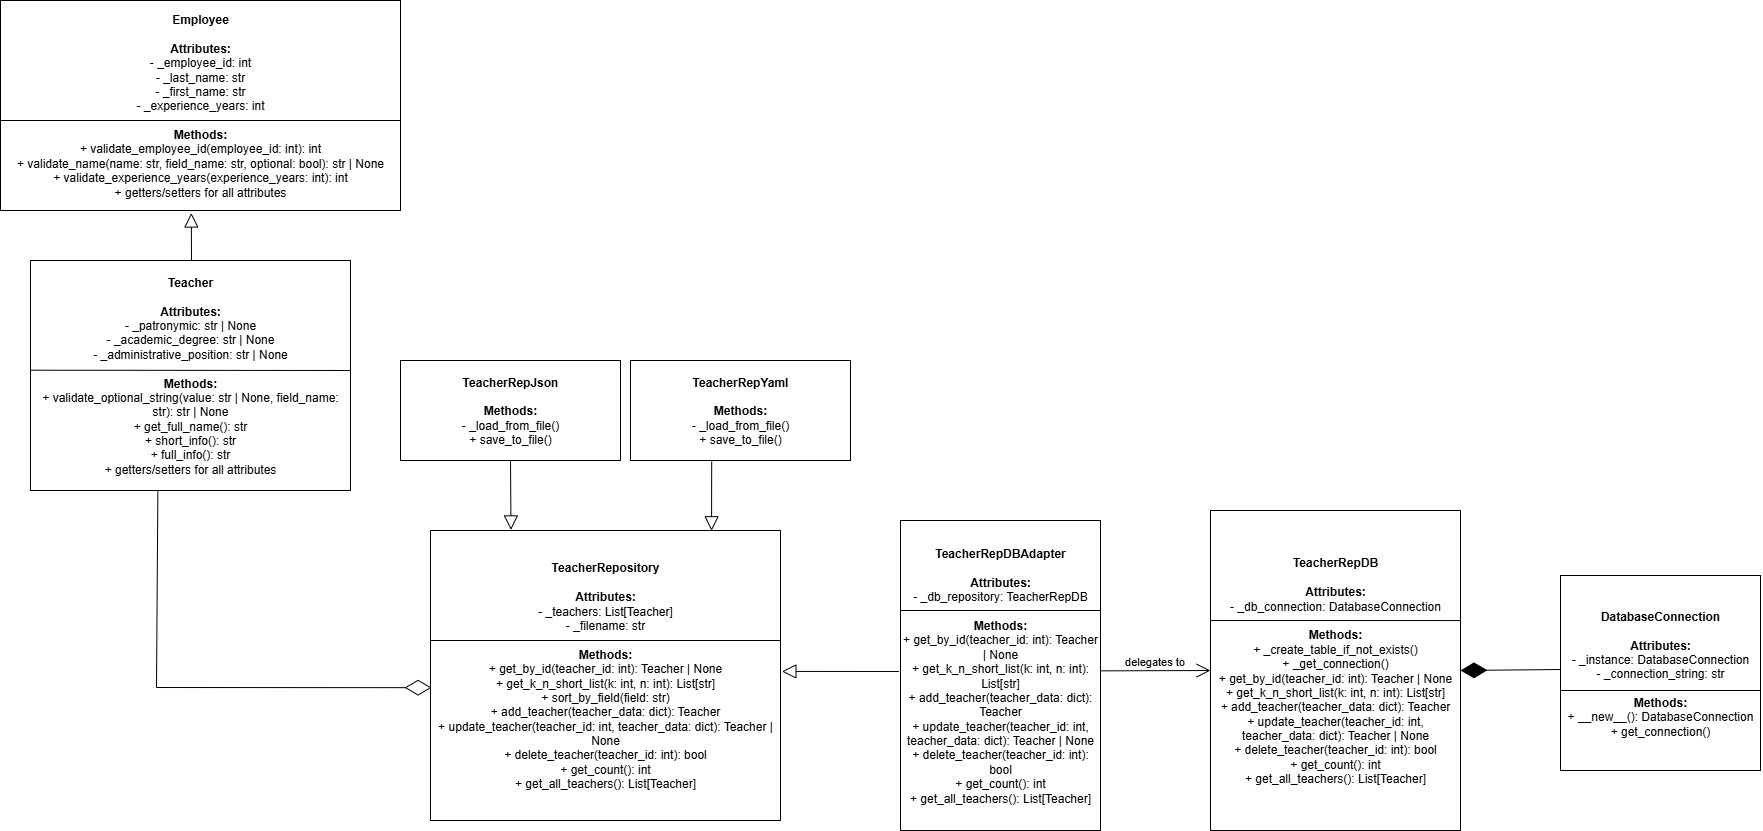 Employee
Attributes:
- _employee_id: int
- _last_name: str
- _first_name: str
- _experience_years: int
Methods:
+ validate_employee_id(employee_id: int): int
+ validate_name(name: str, field_name: str, optional: bool): str | None
+ validate_experience_years(experience_years: int): int
+ getters/setters for all attributes
Teacher
Attributes:
- _patronymic: str | None
- _academic_degree: str | None
- _administrative_position: str | None
Methods:
+ validate_optional_string(value: str | None, field_name:
str): str | None
+ get_full_name(): str
+ short_info(): str
+ full_info(): str
+ getters/setters for all attributes
TeacherRepJson
Methods:
- _load_from_file()
+ save_to_file()
TeacherRepYaml
Methods:
- _load_from_file()
+ save_to_file()
TeacherRepository
Attributes:
- _teachers: List[Teacher]
- _filename: str
Methods:
+ get_by_id(teacher_id: int): Teacher | None
+ get_k_n_short_list(k: int, n: int): List[str]
+ sort_by_field(field: str)
+ add_teacher(teacher_data: dict): Teacher
+ update_teacher(teacher_id: int, teacher_data: dict): Teacher |
None
+ delete_teacher(teacher_id: int): bool
+ get_count(): int
+ get_all_teachers(): List[Teacher]
TeacherRepDBAdapter
Attributes:
- _db_repository: TeacherRepDB
Methods:
+ get_by_id(teacher_id: int): Teacher
| None
+ get_k_n_short_list(k: int, n: int):
List[str]
+ add_teacher(teacher_data: dict):
Teacher
+ update_teacher(teacher_id: int,
teacher_data: dict): Teacher | None
+ delete_teacher(teacher_id: int):
bool
+ get_count(): int
+ get_all_teachers(): List[Teacher]
delegates to
TeacherRepDB
Attributes:
- _db_connection: DatabaseConnection
Methods:
- _create_table_if_not_exists()
- _get_connection()
+ get_by_id(teacher_id: int): Teacher | None
+ get_k_n_short_list(k: int, n: int): List[str]
+ add_teacher(teacher_data: dict): Teacher
+ update_teacher(teacher_id: int,
teacher_data: dict): Teacher | None
+ delete_teacher(teacher_id: int): bool
+ get_count(): int
+ get_all_teachers(): List[Teacher]
DatabaseConnection
Attributes:
- _instance: DatabaseConnection
- _connection_string: str
Methods:
+ __new__(): DatabaseConnection
+ get_connection()